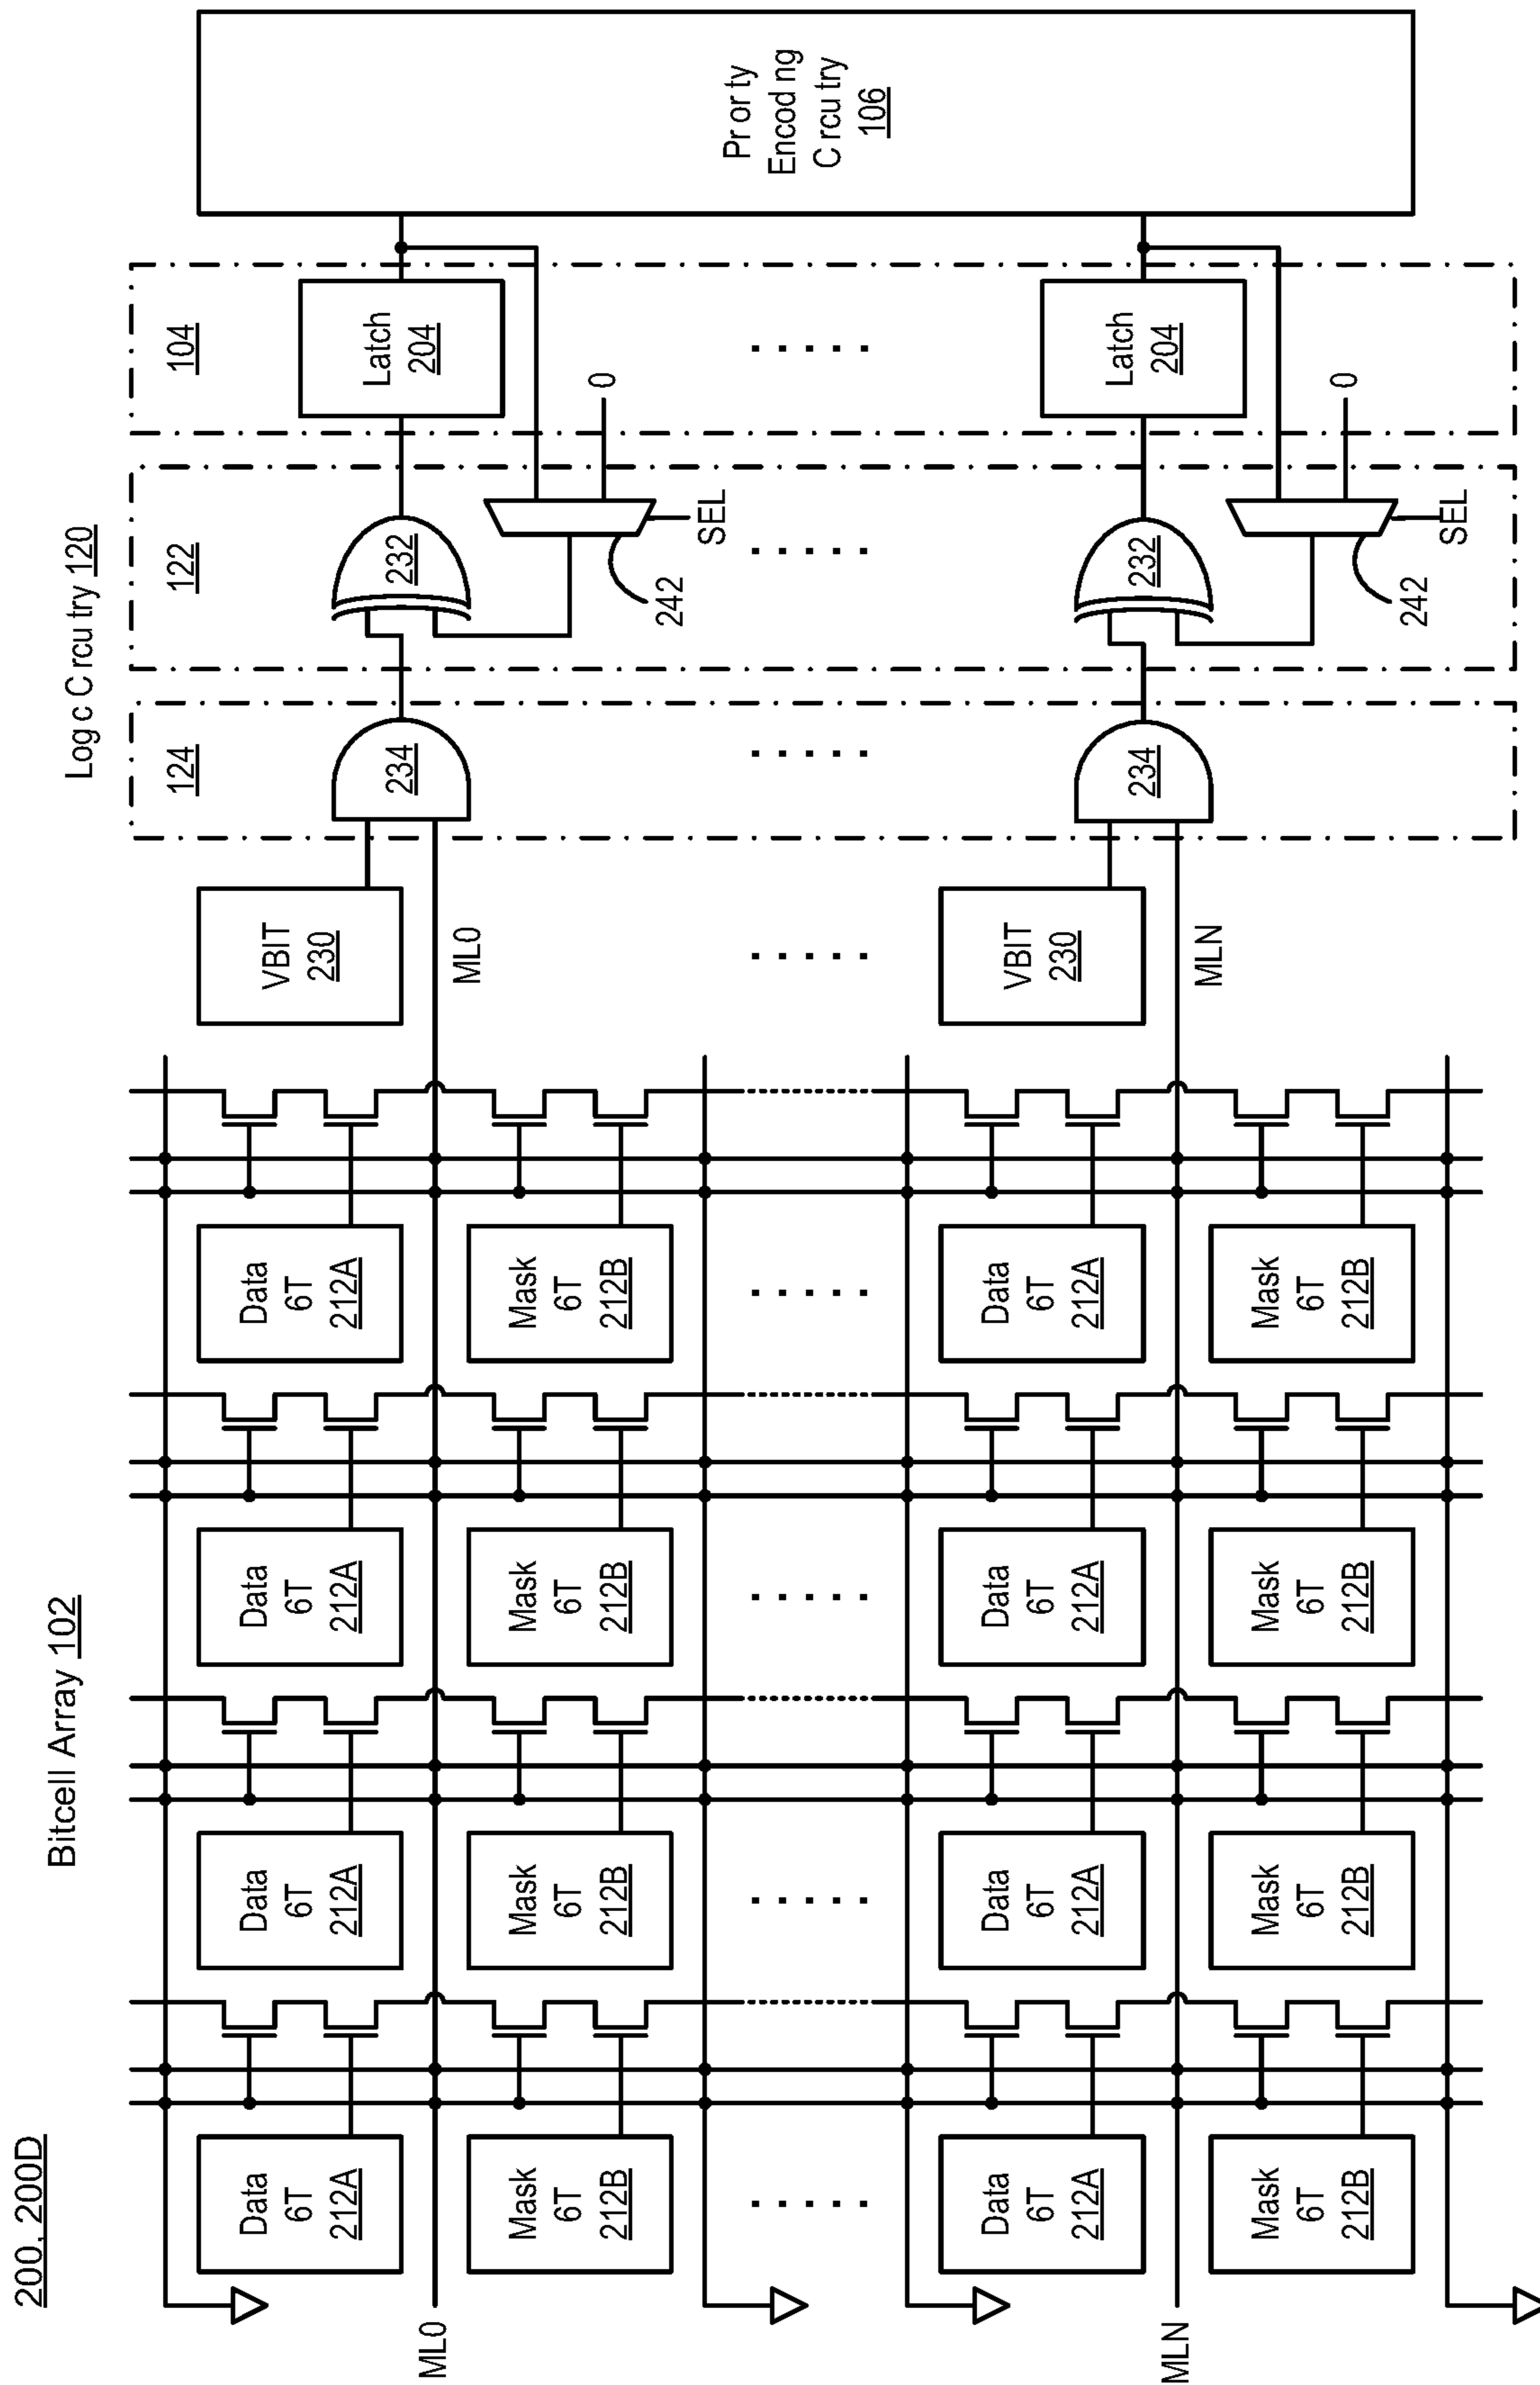 200, 200D
Bitcell Array 102
Log c C rcu try 120
124
122
104
Data
6T
212A
Data
6T
212A
Data
6T
212A
Data
6T
212A
VBIT
230
234
232
Latch
204
ML0
ML0
Mask
6T
212B
Mask
6T
212B
Mask
6T
212B
Mask
6T
212B
242
SEL
0
Pr or ty
Encod ng
C rcu try
106
Data
6T
212A
Data
6T
212A
Data
6T
212A
Data
6T
212A
VBIT
230
234
232
Latch
204
MLN
MLN
Mask
6T
212B
Mask
6T
212B
Mask
6T
212B
Mask
6T
212B
242
SEL
0